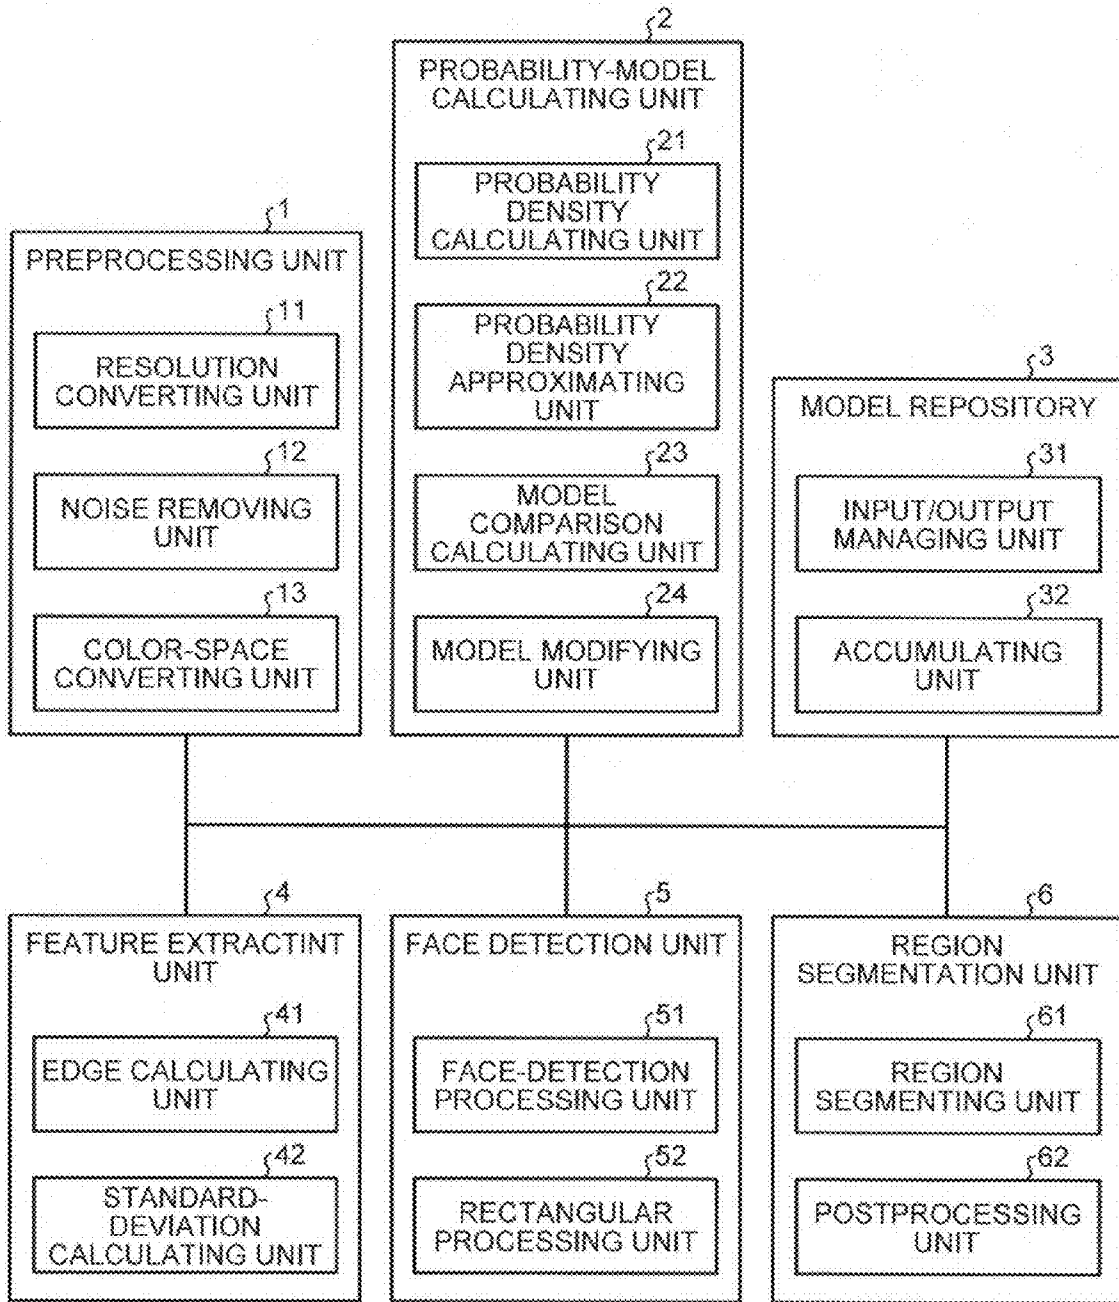 1
PREPROCESSING UNIT
11
RESOLUTION
CONVERTING UNIT
12
NOISE REMOVING
UNIT
13
COLOR-SPACE
CONVERTING UNIT
2
PROBABILITY-MODEL
CALCULATING UNIT
21
PROBABILITY
DENSITY
CALCULATING UNIT
22
PROBABILITY
DENSITY
APPROXIMATING
UNIT
23
MODEL
COMPARISON
CALCULATING UNIT
24
MODEL MODIFYING
UNIT
3
MODEL REPOSITORY
31
INPUT/OUTPUT
MANAGING UNIT
32
ACCUMULATING
UNIT
4
FEATURE EXTRACTINT
UNIT
41
EDGE CALCULATING
UNIT
42
STANDARD-
DEVIATION
CALCULATING UNIT
5
FACE DETECTION UNIT
51
FACE-DETECTION
PROCESSING UNIT
52
RECTANGULAR
PROCESSING UNIT
6
REGION
SEGMENTATION UNIT
61
REGION
SEGMENTING UNIT
62
POSTPROCESSING
UNIT